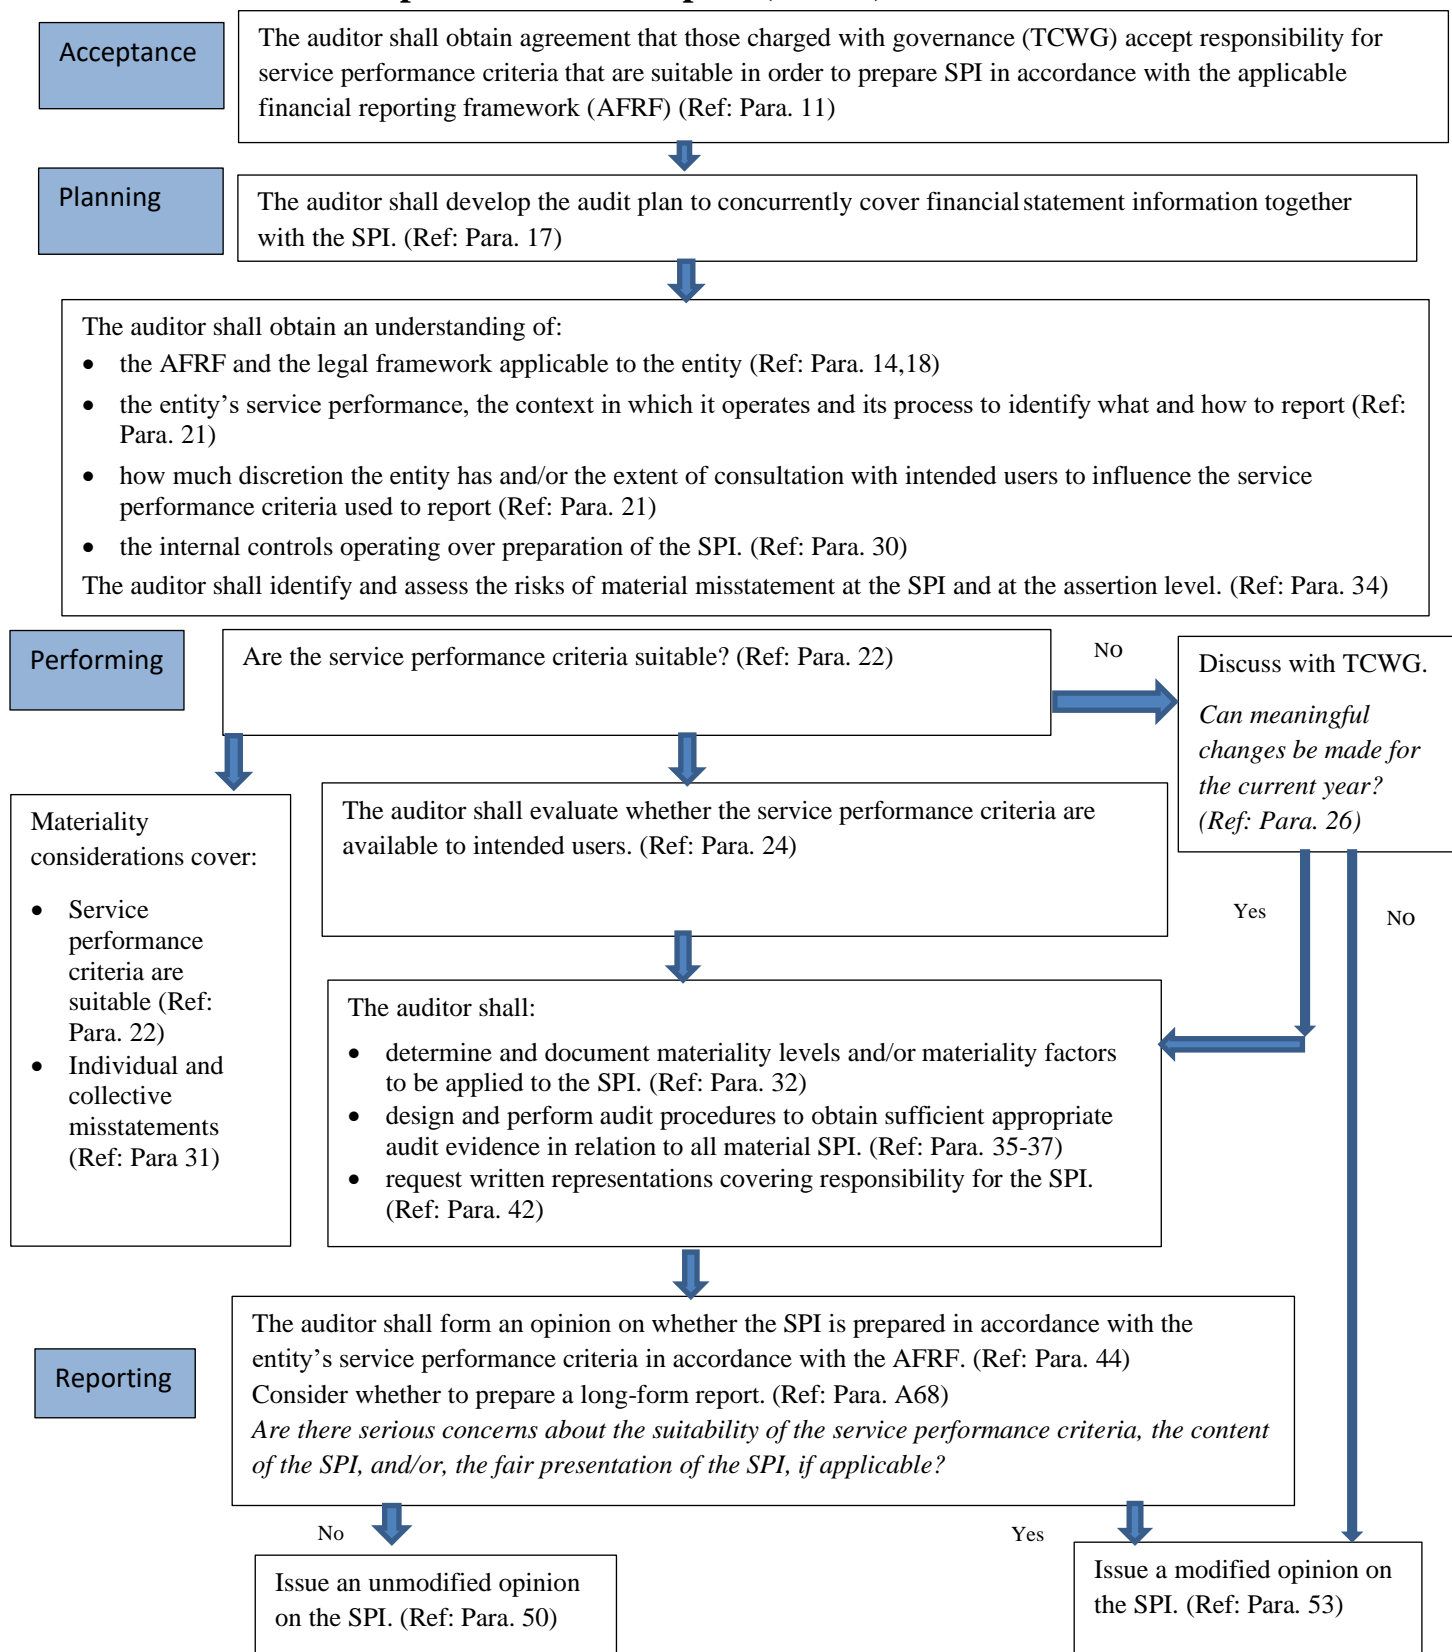 Acceptance
The auditor shall obtain agreement that those charged with governance (TCWG) accept responsibility for
service performance criteria that are suitable in order to prepare SPI in accordance with the applicable
financial reporting framework (AFRF) (Ref: Para. 11)
Planning
The auditor shall develop the audit plan to concurrently cover financial statement information together
with the SPI. (Ref: Para. 17)
The auditor shall obtain an understanding of:
• the AFRF and the legal framework applicable to the entity (Ref: Para. 14,18)
• the entity’s service performance, the context in which it operates and its process to identify what and how to report (Ref:
Para. 21)
• how much discretion the entity has and/or the extent of consultation with intended users to influence the service
performance criteria used to report (Ref: Para. 21)
• the internal controls operating over preparation of the SPI. (Ref: Para. 30)
The auditor shall identify and assess the risks of material misstatement at the SPI and at the assertion level. (Ref: Para. 34)
Performing
Are the service performance criteria suitable? (Ref: Para. 22)
No
Discuss with TCWG.
Can meaningful
changes be made for
the current year?
(Ref: Para. 26)
Materiality
considerations cover:
• Service
performance
criteria are
suitable (Ref:
Para. 22)
• Individual and
collective
misstatements
(Ref: Para 31)
The auditor shall evaluate whether the service performance criteria are
available to intended users. (Ref: Para. 24)
Yes
No
The auditor shall:
• determine and document materiality levels and/or materiality factors
to be applied to the SPI. (Ref: Para. 32)
• design and perform audit procedures to obtain sufficient appropriate
audit evidence in relation to all material SPI. (Ref: Para. 35-37)
• request written representations covering responsibility for the SPI.
(Ref: Para. 42)
Reporting
The auditor shall form an opinion on whether the SPI is prepared in accordance with the
entity’s service performance criteria in accordance with the AFRF. (Ref: Para. 44)
Consider whether to prepare a long-form report. (Ref: Para. A68)
Are there serious concerns about the suitability of the service performance criteria, the content
of the SPI, and/or, the fair presentation of the SPI, if applicable?
No
Yes
Issue an unmodified opinion
on the SPI. (Ref: Para. 50)
Issue a modified opinion on
the SPI. (Ref: Para. 53)